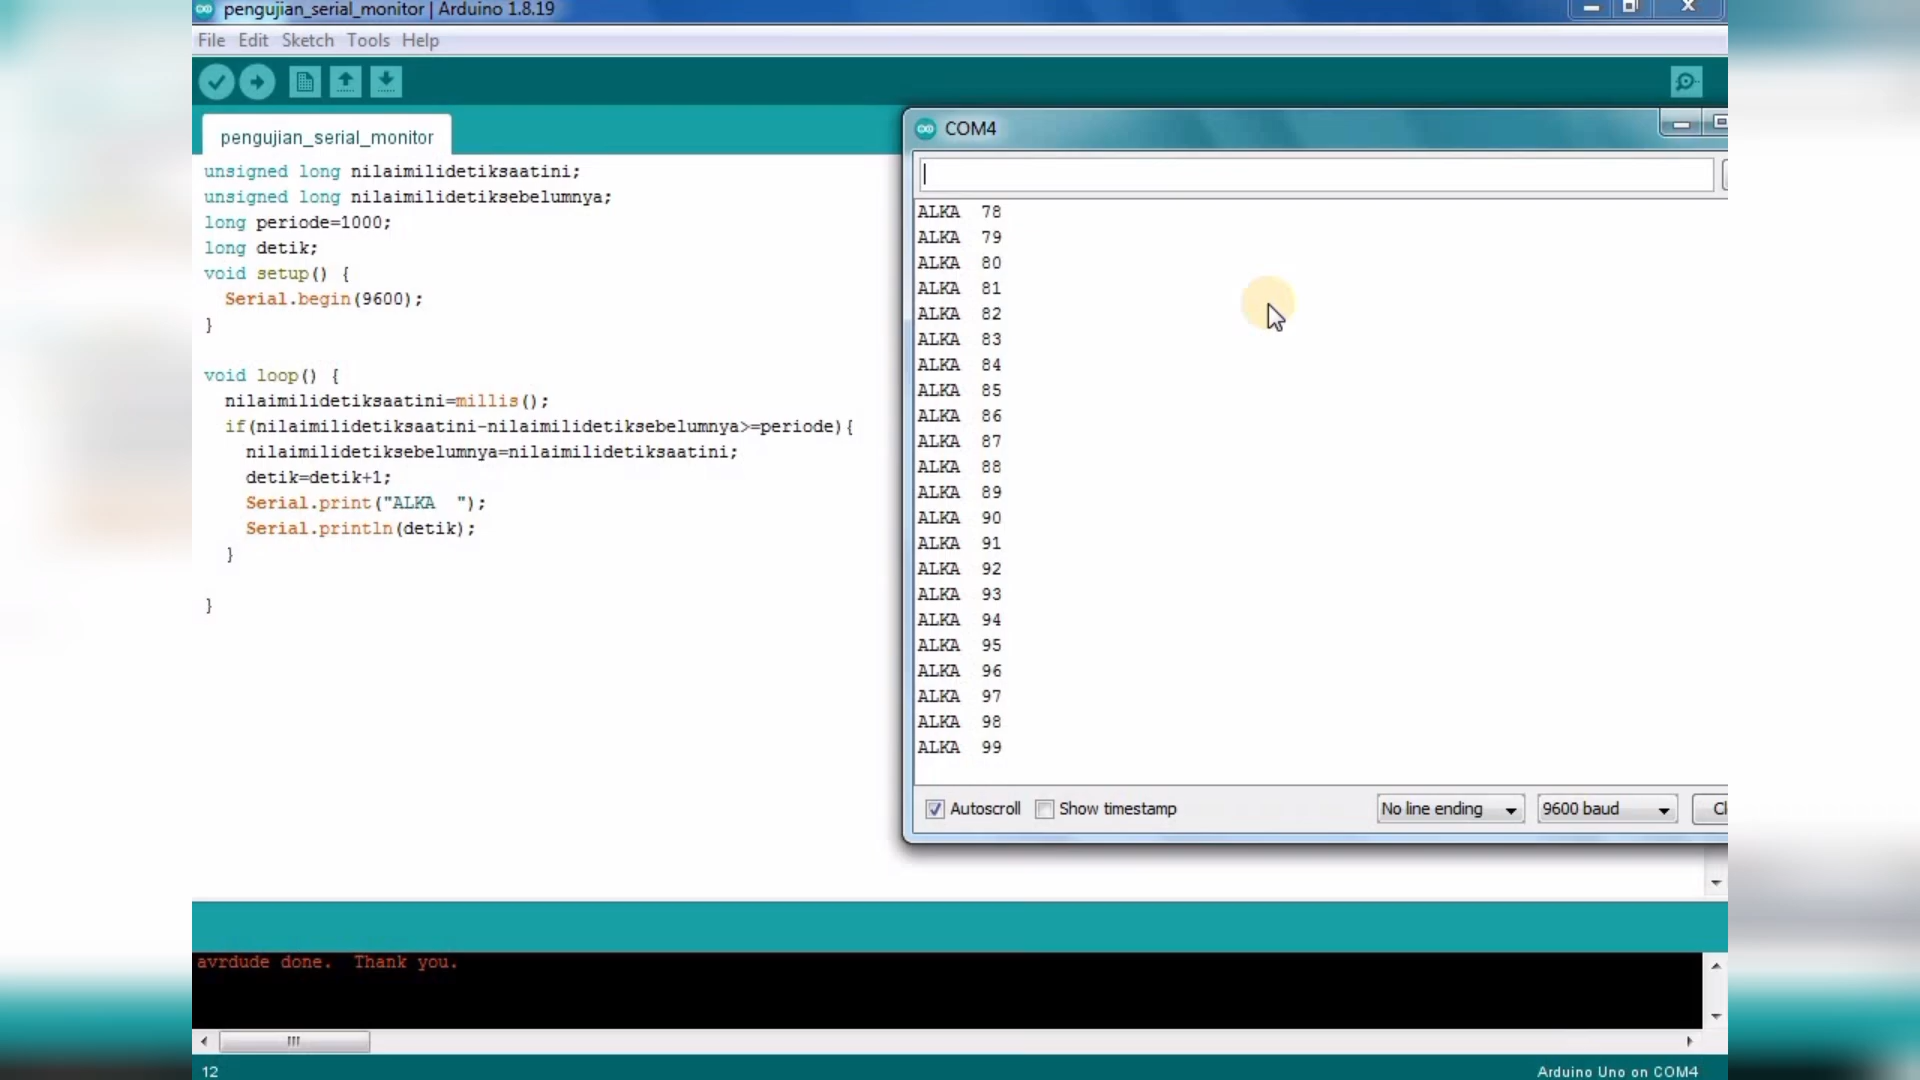 pengujian_serial_monitor | Arduino 1.8.19
File Edit Sketch Tools Help
pengujian_serial_monitor
unsigned long nilaimilidetiksaatini;
unsigned long nilaimilidetiksebelumnya;
long periode=1000;
long detik;
void setup() {
  Serial.begin(9600);
}
void loop() {
  nilaimilidetiksaatini=millis();
  if(nilaimilidetiksaatini-nilaimilidetiksebelumnya>=periode){
    nilaimilidetiksebelumnya=nilaimilidetiksaatini;
    detik=detik+1;
    Serial.print("ALKA  ");
    Serial.println(detik);
  }
}
COM4
ALKA  78
ALKA  79
ALKA  80
ALKA  81
ALKA  82
ALKA  83
ALKA  84
ALKA  85
ALKA  86
ALKA  87
ALKA  88
ALKA  89
ALKA  90
ALKA  91
ALKA  92
ALKA  93
ALKA  94
ALKA  95
ALKA  96
ALKA  97
ALKA  98
ALKA  99
Autoscroll Show timestamp No line ending 9600 baud
avrdude done.  Thank you.
12 Arduino Uno on COM4